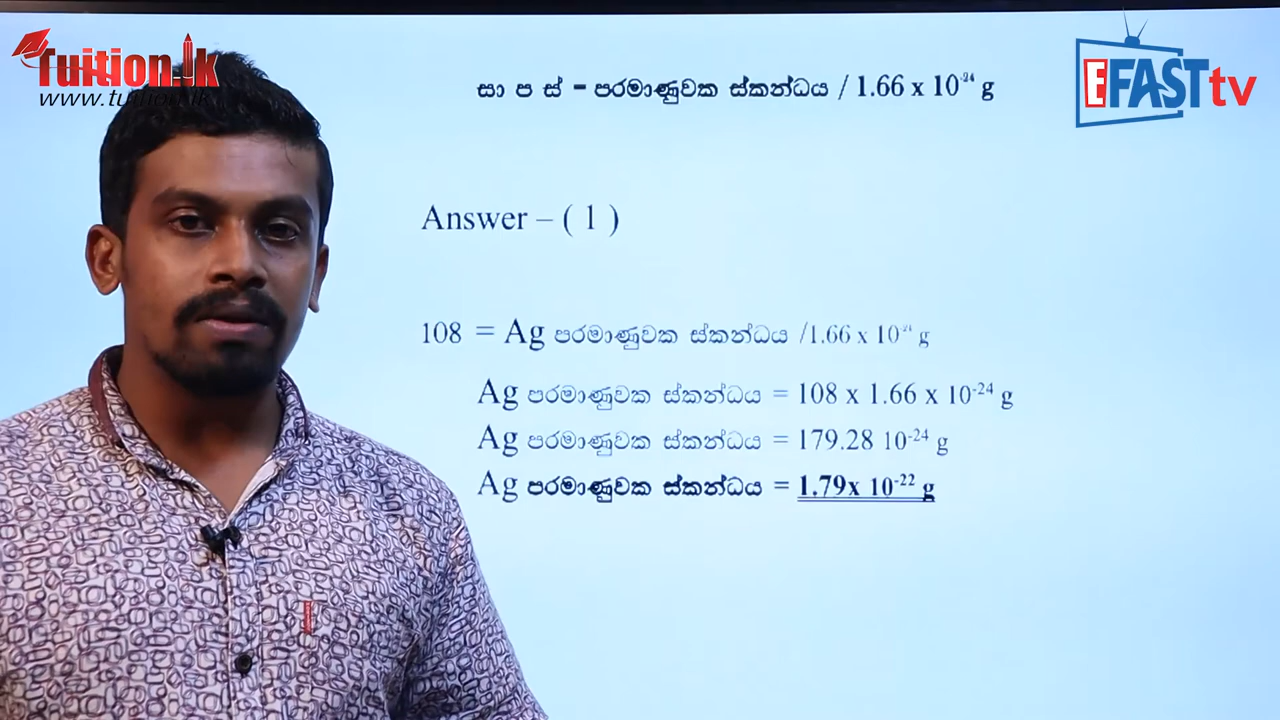 Tuition.lk
www.tuition.lk
EFAST tv
සා ප ස් = පරමාණුවක ස්කන්ධය / 1.66 x 10⁻²⁴ g
Answer – ( 1 )
108 = Ag පරමාණුවක ස්කන්ධය /1.66 x 10⁻²⁴ g
Ag පරමාණුවක ස්කන්ධය = 108 x 1.66 x 10⁻²⁴ g
Ag පරමාණුවක ස්කන්ධය = 179.28 10⁻²⁴ g
Ag පරමාණුවක ස්කන්ධය = 1.79x 10⁻²² g